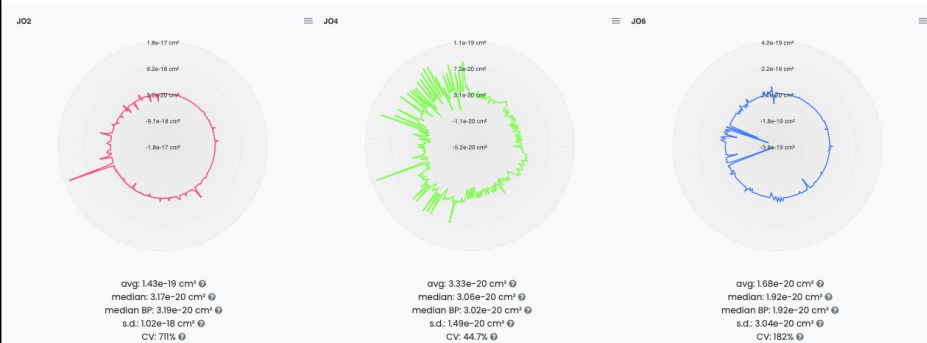 JO2
1.8e-17 cm²
9.2e-18 cm²
-9.1e-18 cm²
-1.8e-17 cm²
avg: 1.43e-19 cm²
median: 3.17e-20 cm²
median BP: 3.19e-20 cm²
s.d.: 1.02e-18 cm²
CV: 711%
JO4
1.1e-19 cm²
7.2e-20 cm²
3.1e-20 cm²
-1.1e-20 cm²
-5.2e-20 cm²
avg: 3.33e-20 cm²
median: 3.06e-20 cm²
median BP: 3.02e-20 cm²
s.d.: 1.49e-20 cm²
CV: 44.7%
JO6
4.2e-19 cm²
2.2e-19 cm²
-1.8e-19 cm²
-3.8e-19 cm²
avg: 1.68e-20 cm²
median: 1.92e-20 cm²
median BP: 1.92e-20 cm²
s.d.: 3.04e-20 cm²
CV: 182%